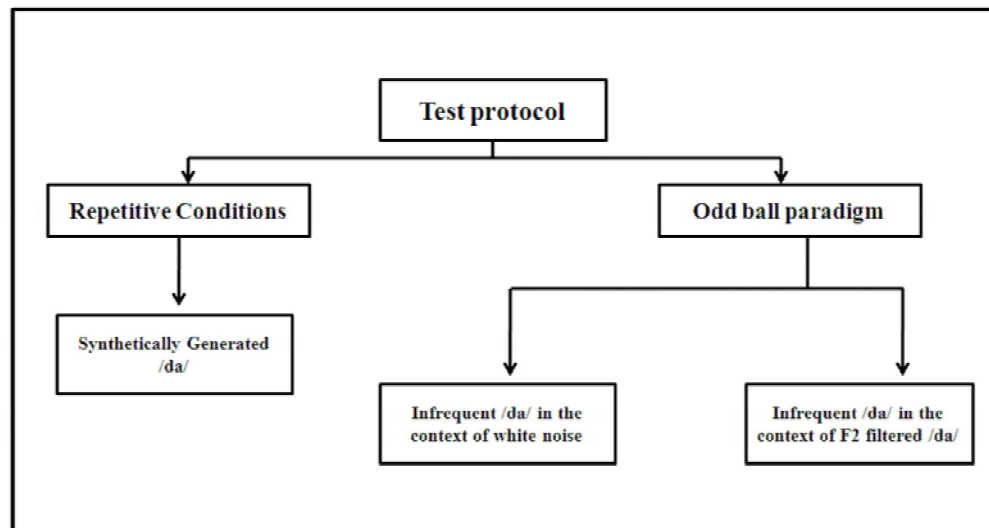 Test protocol
Repetitive Conditions
Odd ball paradigm
Synthetically Generated
/da/
Infrequent /da/ in the
context of white noise
Infrequent /da/ in the
context of F2 filtered /da/